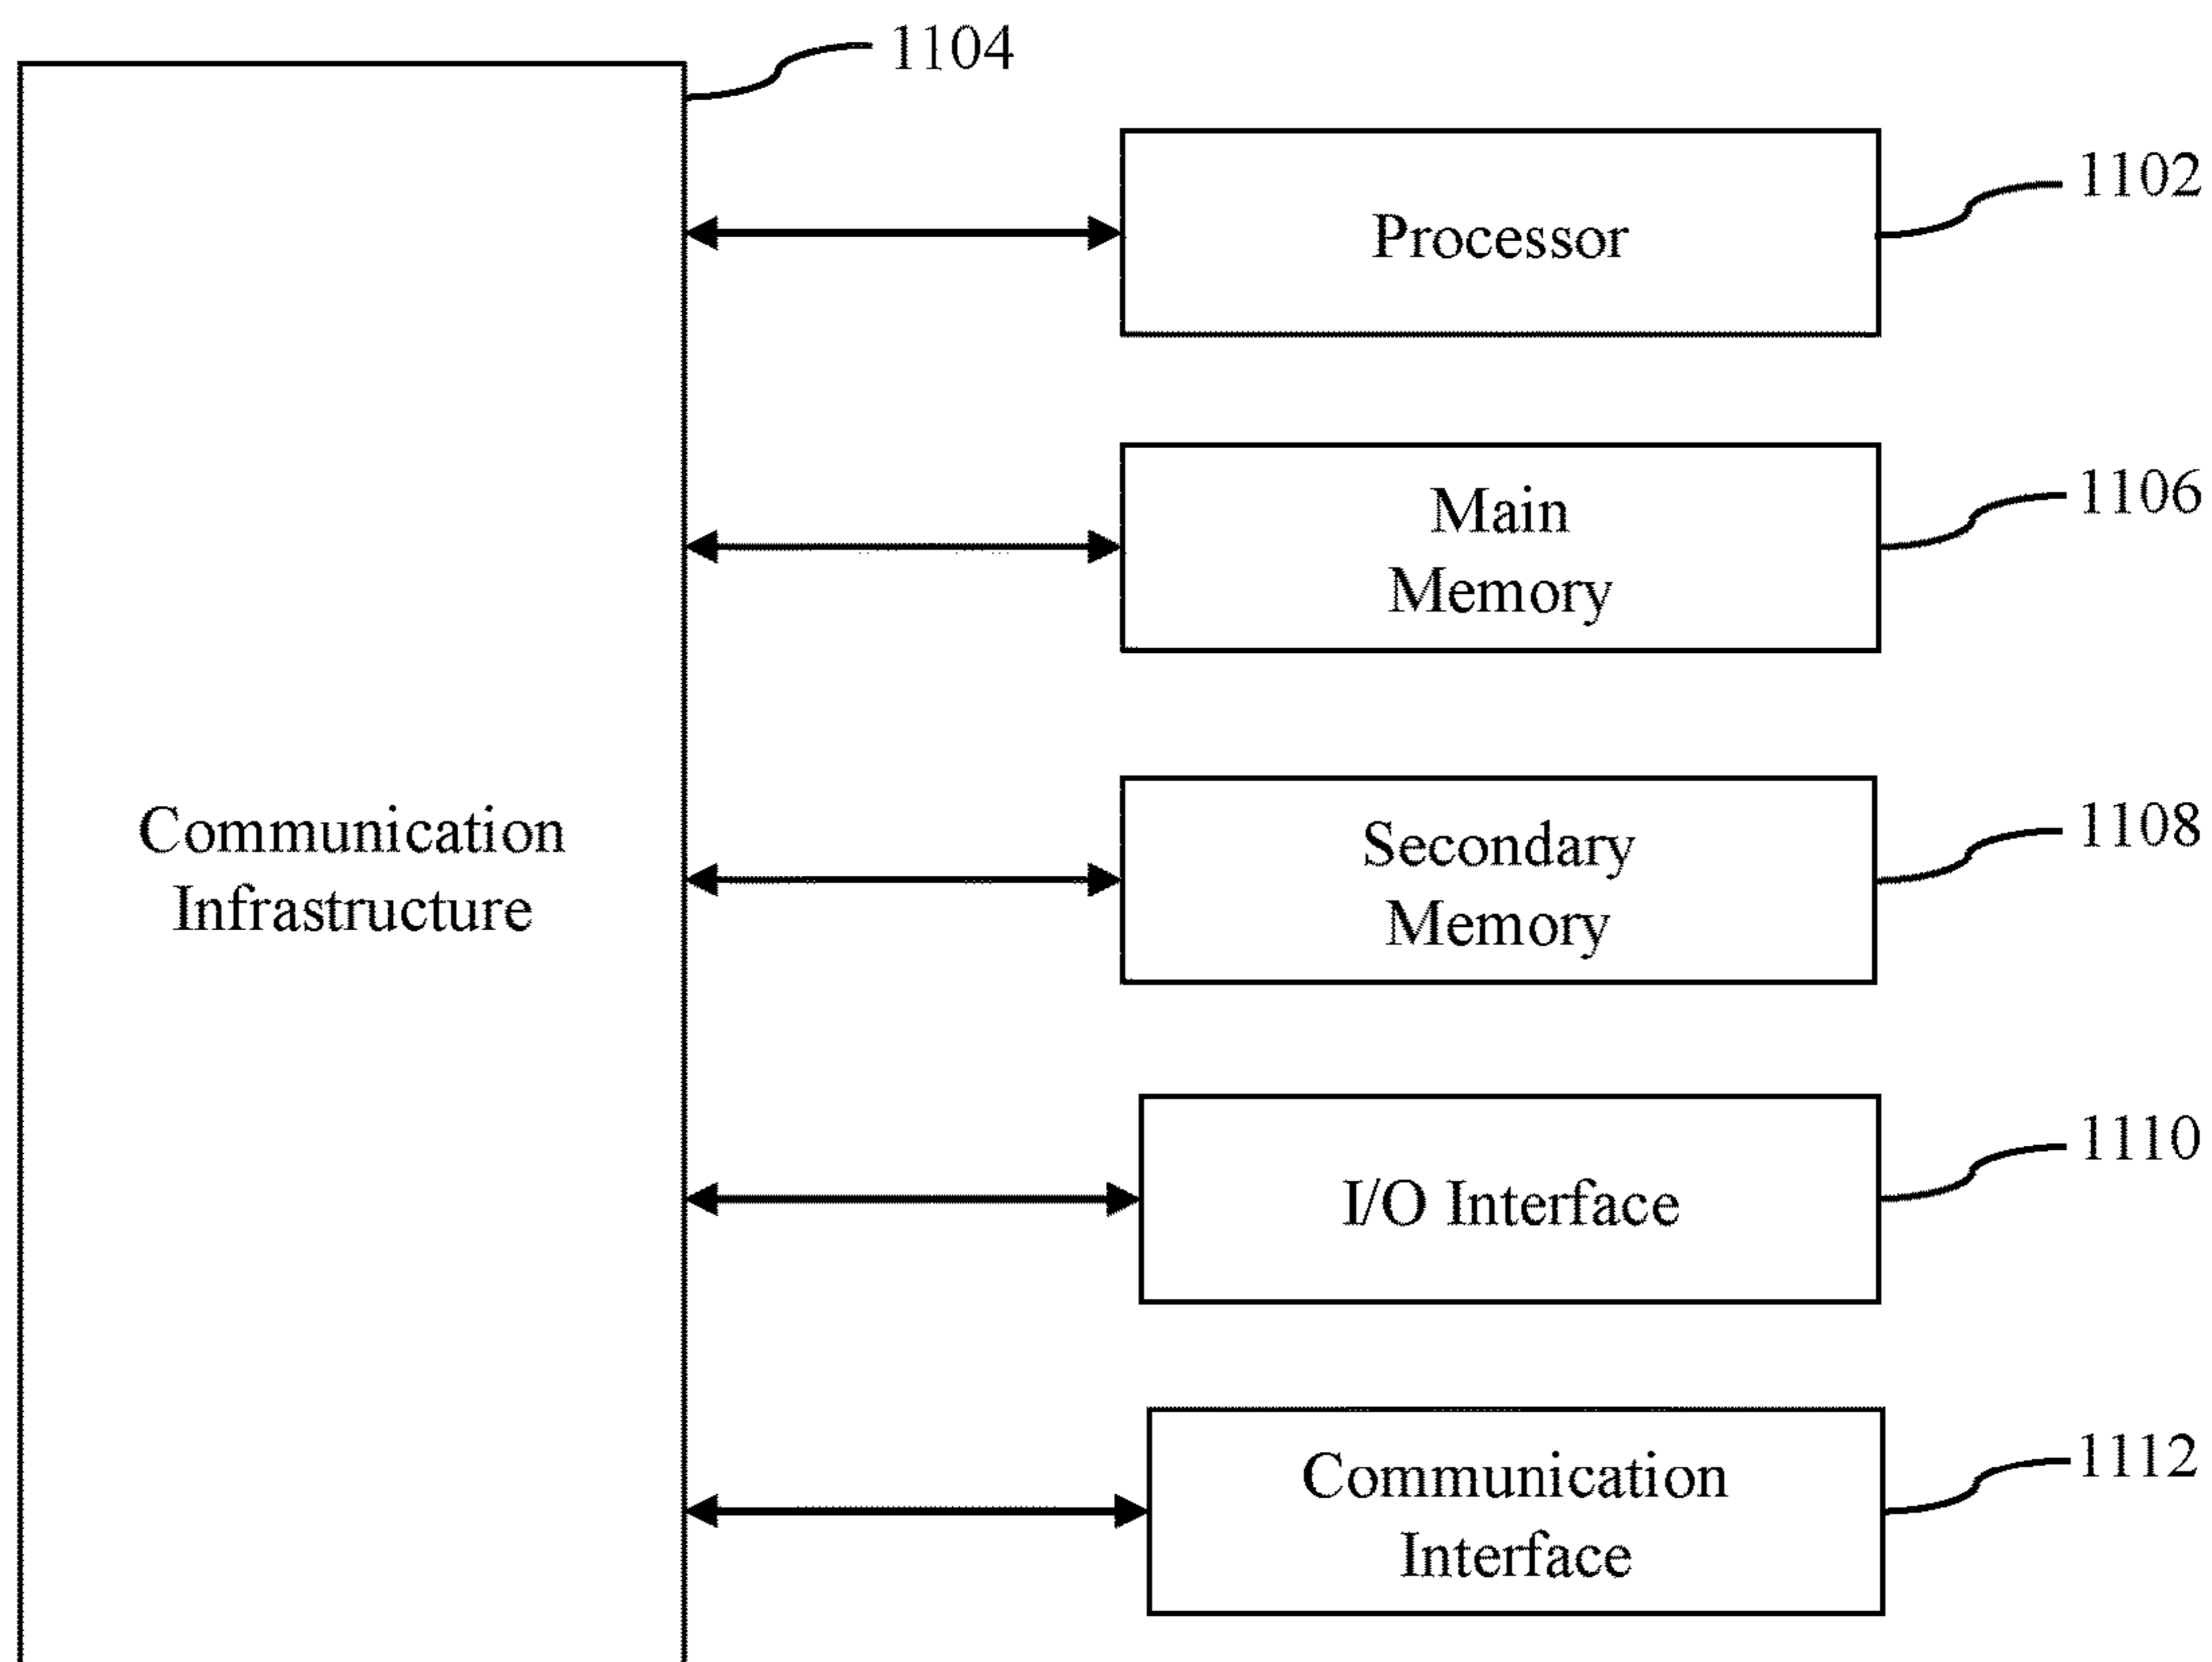 1104
1102
Processor
1106
Main
Memory
1108
Communication
Infrastructure
Secondary
Memory
1110
I/O Interface
1112
Communication
Interface